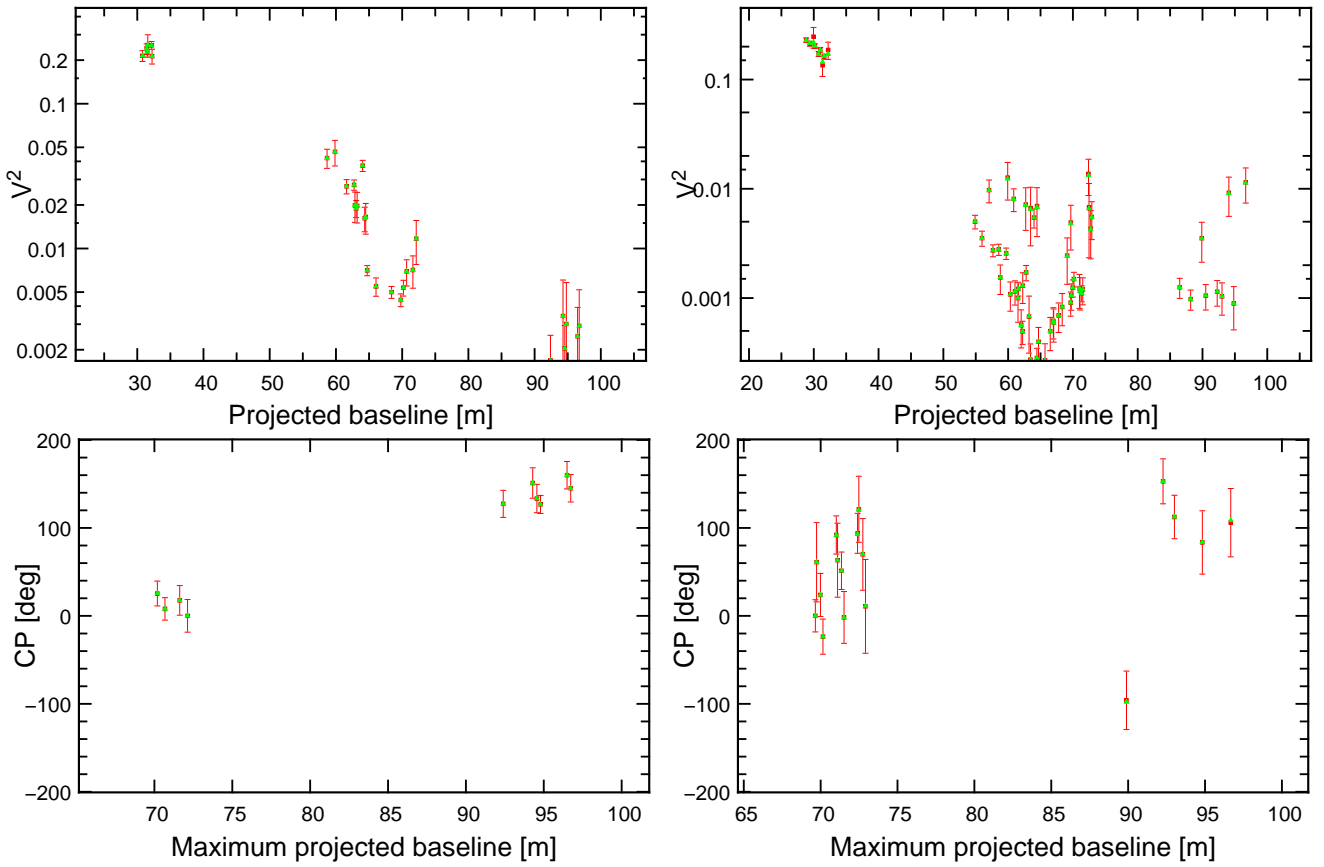 0.2
0.1
0.05
0.02
0.01
0.005
0.002
V²
30 40 50 60 70 80 90 100
Projected baseline [m]
0.1
0.01
0.001
V²
20 30 40 50 60 70 80 90 100
Projected baseline [m]
200
100
0
−100
−200
CP [deg]
70 75 80 85 90 95 100
Maximum projected baseline [m]
200
100
0
−100
−200
CP [deg]
65 70 75 80 85 90 95 100
Maximum projected baseline [m]